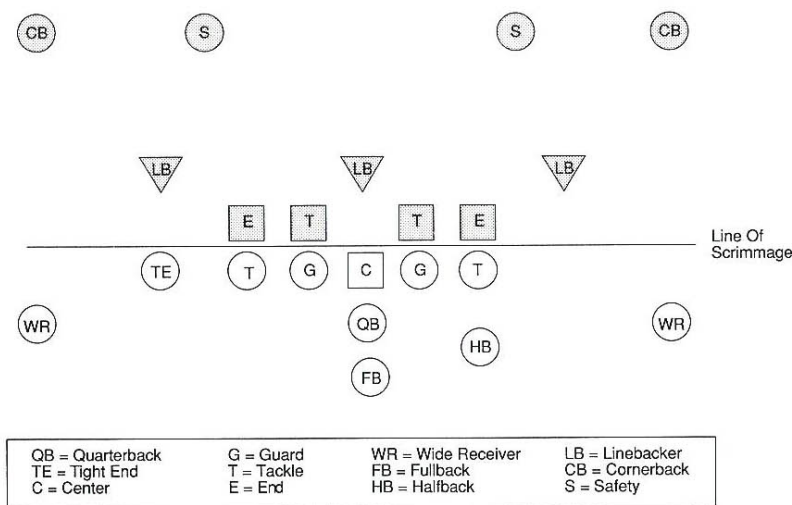 CB S S CB
LB LB LB
E T T E
Line Of
Scrimmage
TE T G C G T
WR QB WR
HB
FB
QB = Quarterback G = Guard WR = Wide Receiver LB = Linebacker
TE = Tight End T = Tackle FB = Fullback CB = Cornerback
C = Center E = End HB = Halfback S = Safety